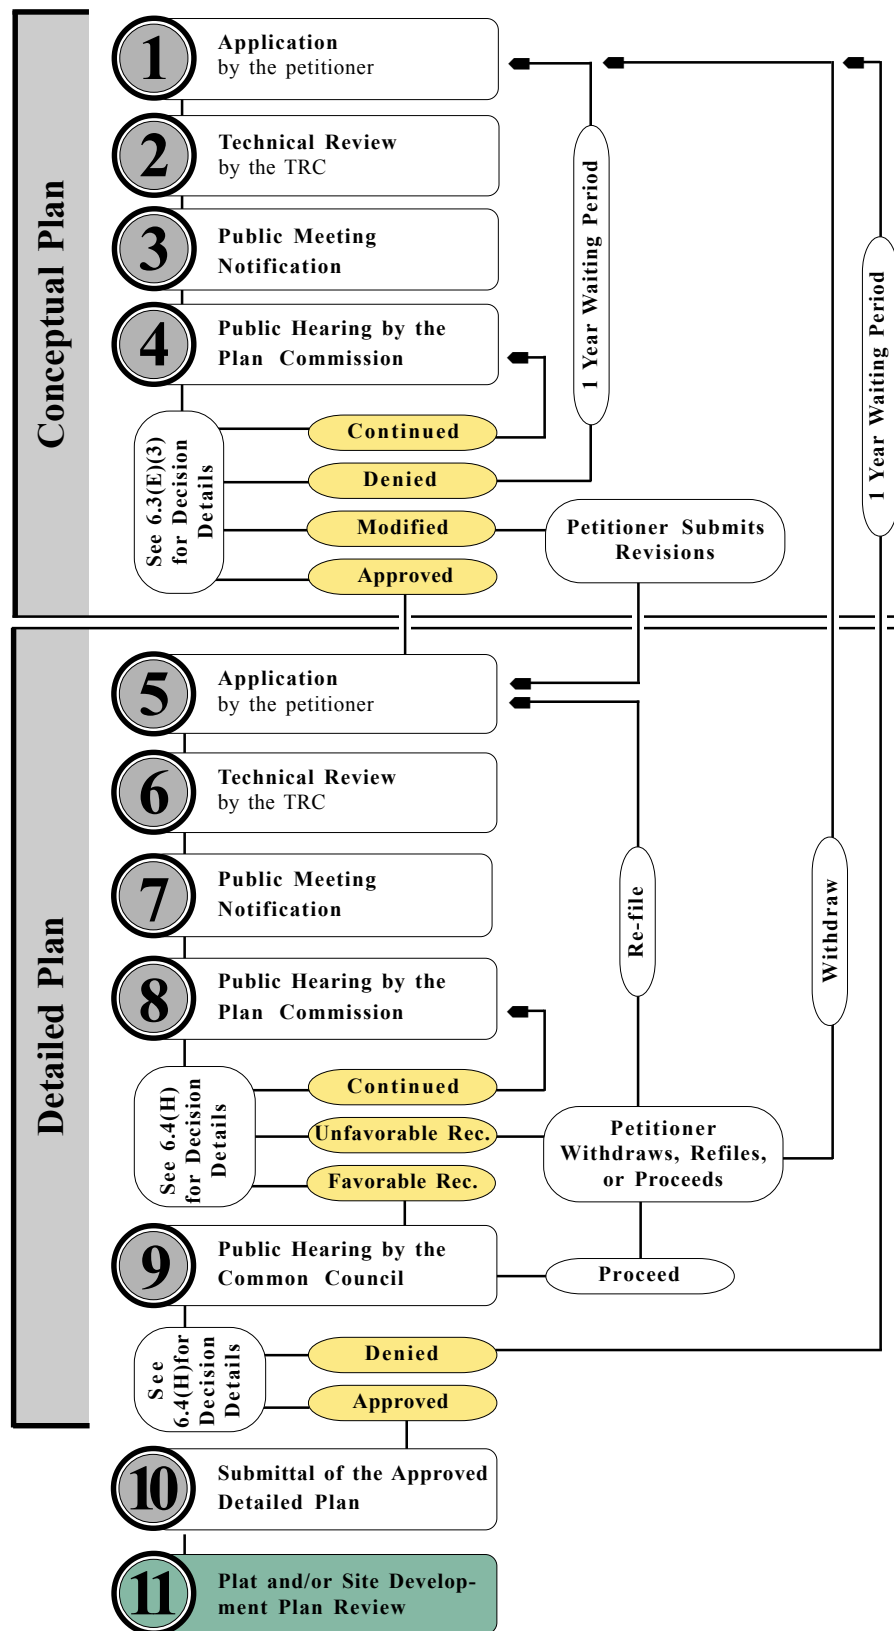 Conceptual Plan
1
Application
by the petitioner
2
Technical Review
by the TRC
3
Public Meeting
Notification
4
Public Hearing by the
Plan Commission
1 Year Waiting Period
1 Year Waiting Period
See 6.3(E)(3)
for Decision
Details
Continued
Denied
Modified
Approved
Petitioner Submits
Revisions
Detailed Plan
5
Application
by the petitioner
6
Technical Review
by the TRC
7
Public Meeting
Notification
8
Public Hearing by the
Plan Commission
Re-file
Withdraw
See 6.4(H)
for Decision
Details
Continued
Unfavorable Rec.
Favorable Rec.
Petitioner
Withdraws, Refiles,
or Proceeds
9
Public Hearing by the
Common Council
Proceed
See
6.4(H)for
Decision
Details
Denied
Approved
10
Submittal of the Approved
Detailed Plan
11
Plat and/or Site Develop-
ment Plan Review